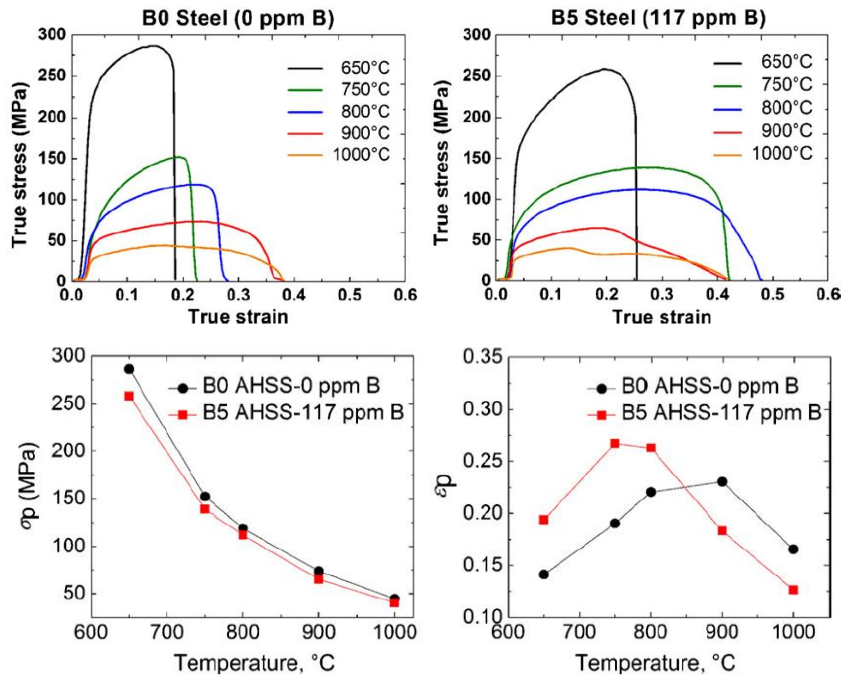 B0 Steel (0 ppm B)
300
250
200
150
100
50
0
True stress (MPa)
650°C
750°C
800°C
900°C
1000°C
0.0 0.1 0.2 0.3 0.4 0.5 0.6
True strain
B5 Steel (117 ppm B)
300
250
200
150
100
50
0
True stress (MPa)
650°C
750°C
800°C
900°C
1000°C
0.0 0.1 0.2 0.3 0.4 0.5 0.6
True strain
300
250
200
150
100
50
σp (MPa)
B0 AHSS-0 ppm B
B5 AHSS-117 ppm B
600 700 800 900 1000
Temperature, °C
0.35
0.30
0.25
0.20
0.15
0.10
εp
B0 AHSS-0 ppm B
B5 AHSS-117 ppm B
600 700 800 900 1000
Temperature, °C